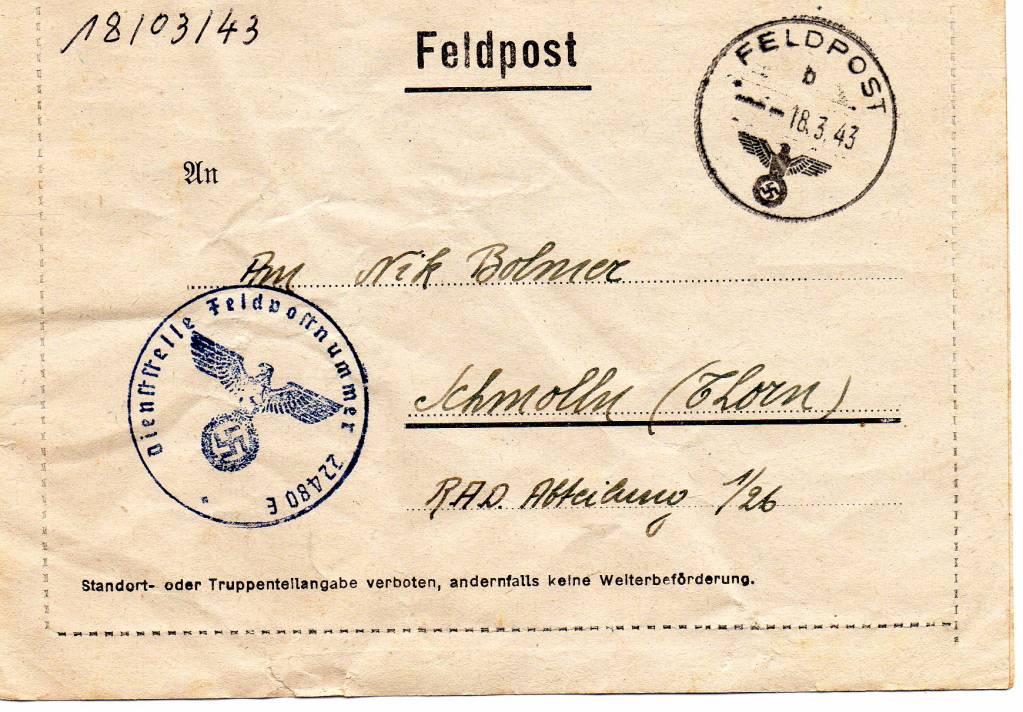 18/03/43
Feldpost
FELDPOST
b
18.3.43
An
Am Nik Bolmer
Dienststelle Feldpostnummer 22480 E
Schmolln (Thorn)
RAD. Abteilung 1/26
Standort- oder Truppenteilangabe verboten, andernfalls keine Weiterbeförderung.